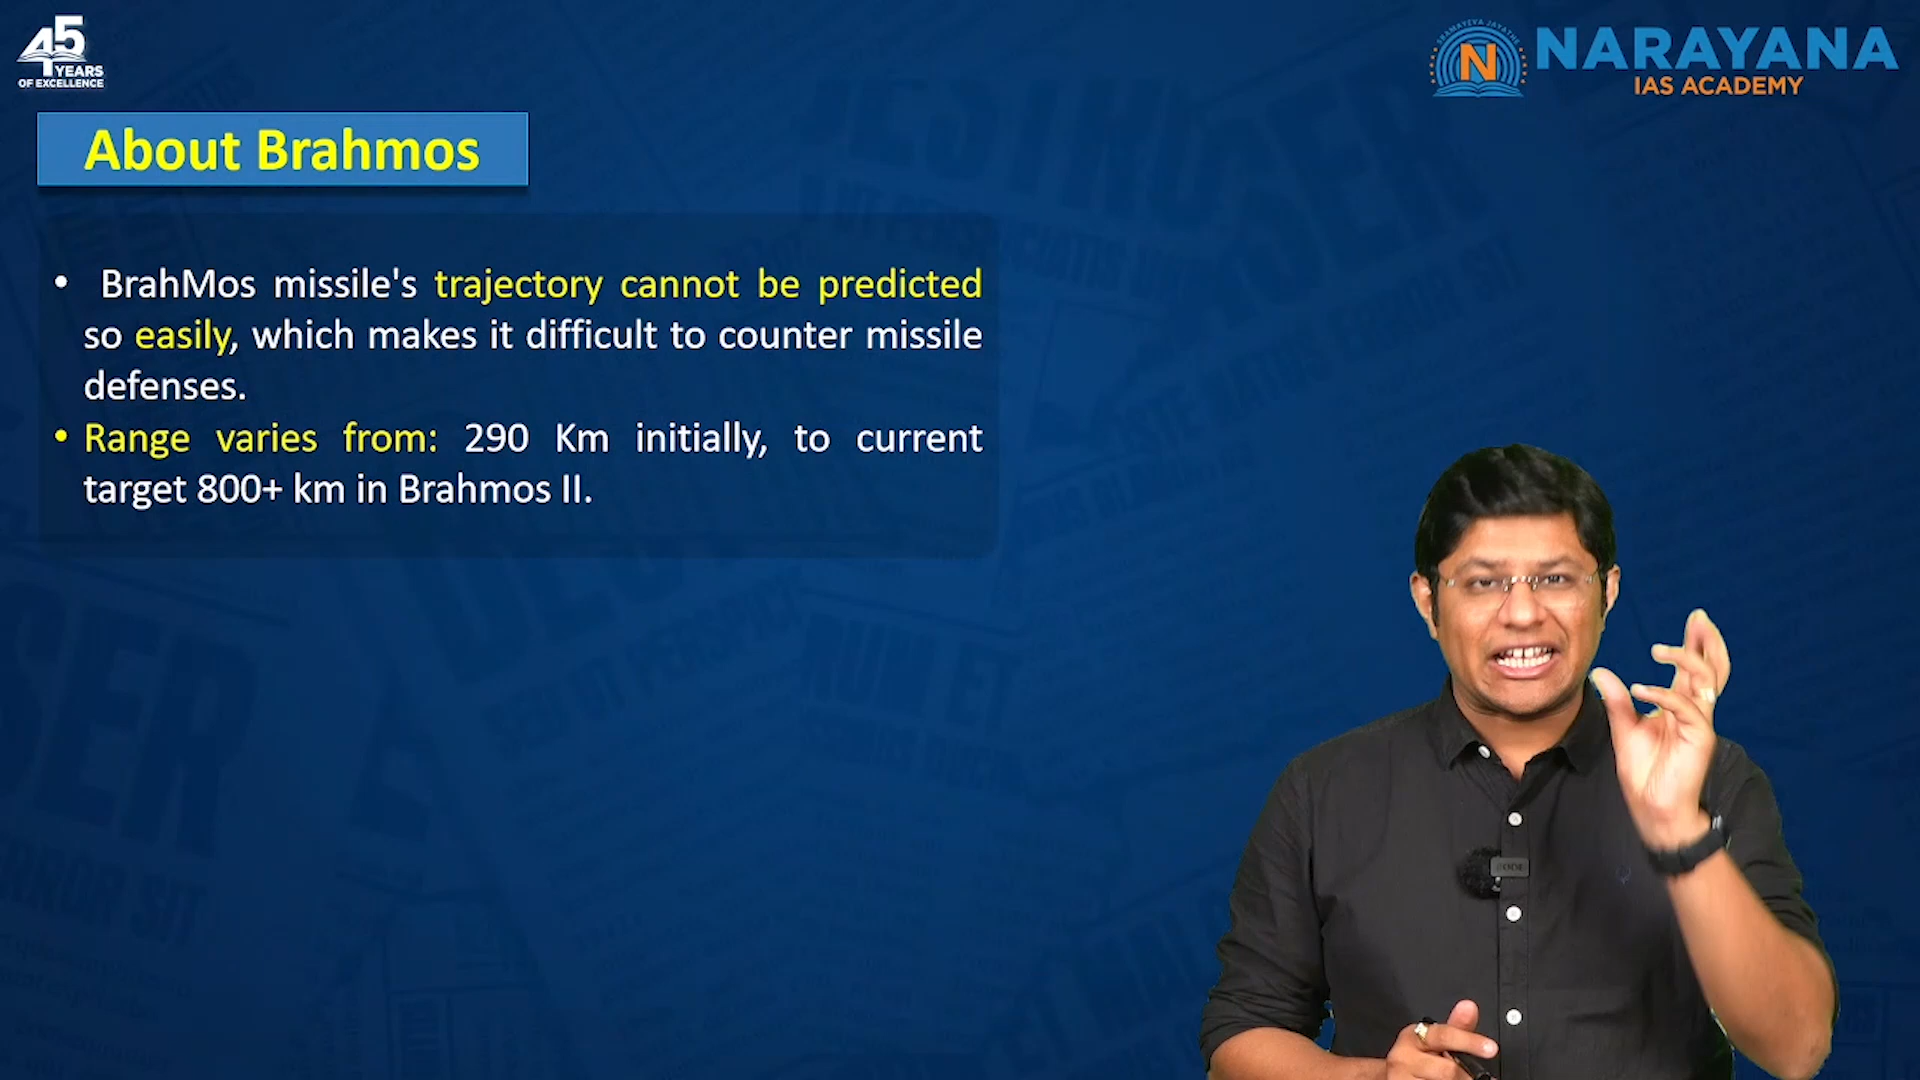 45
YEARS
OF EXCELLENCE
SHRAMAYEVA JAYATHE
N
NARAYANA
IAS ACADEMY
About Brahmos
• BrahMos missile's trajectory cannot be predicted
so easily, which makes it difficult to counter missile
defenses.
• Range varies from: 290 Km initially, to current
target 800+ km in Brahmos II.